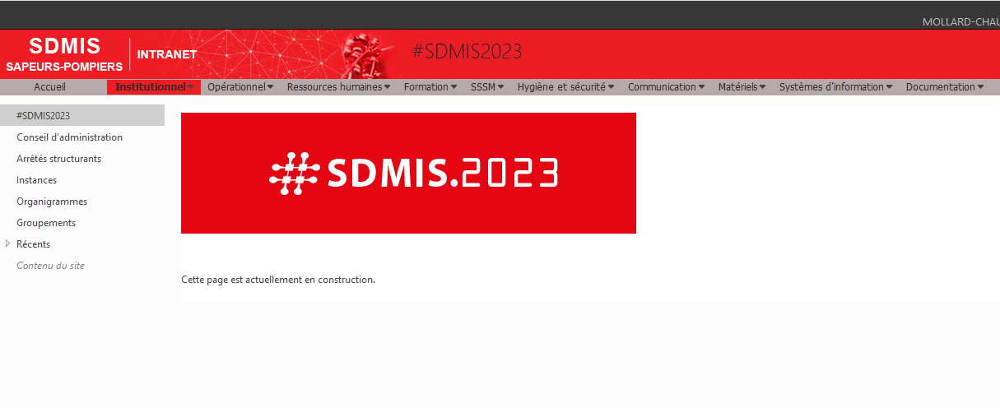 MOLLARD-CHAU
SDMIS
SAPEURS-POMPIERS
INTRANET
#SDMIS2023
Accueil Institutionnel Opérationnel Ressources humaines Formation SSSM Hygiène et sécurité Communication Matériels Systèmes d'information Documentation
#SDMIS2023
Conseil d'administration
Arrêtés structurants
Instances
Organigrammes
Groupements
Récents
Contenu du site
#SDMIS.2023
Cette page est actuellement en construction.